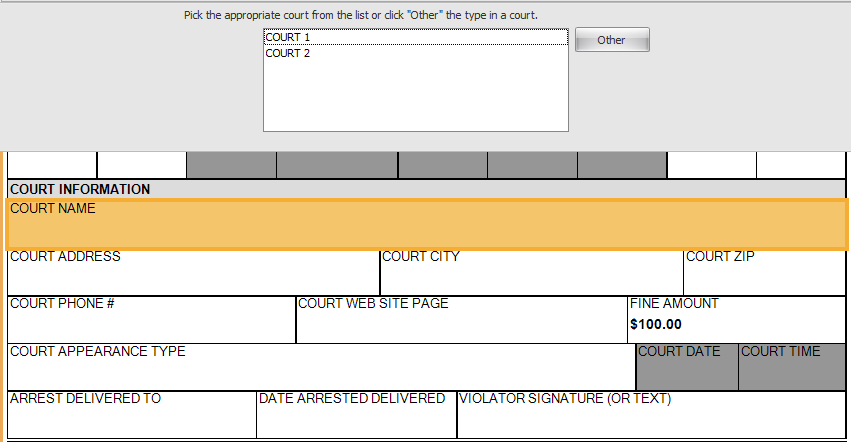 Pick the appropriate court from the list or click "Other" the type in a court.
COURT 1
Other
COURT 2
COURT INFORMATION
COURT NAME
COURT ADDRESS COURT CITY COURT ZIP
COURT PHONE # COURT WEB SITE PAGE FINE AMOUNT
$100.00
COURT APPEARANCE TYPE COURT DATE COURT TIME
ARREST DELIVERED TO DATE ARRESTED DELIVERED VIOLATOR SIGNATURE (OR TEXT)